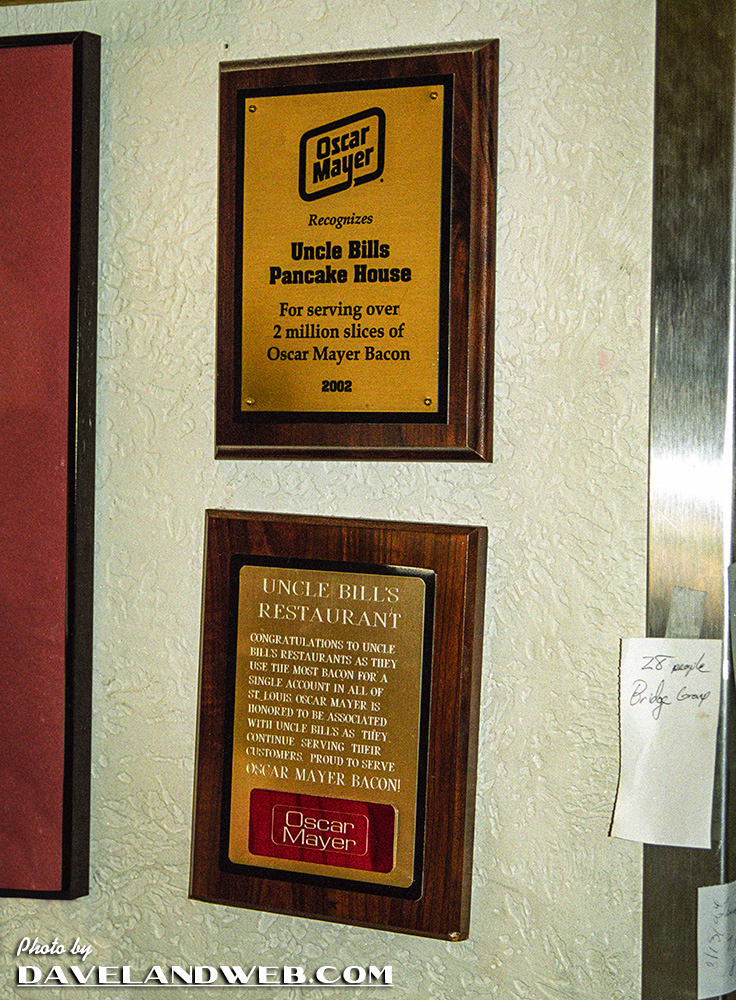 Oscar
Mayer
Recognizes
Uncle Bills
Pancake House
For serving over
2 million slices of
Oscar Mayer Bacon
2002
UNCLE BILL'S
RESTAURANT
CONGRATULATIONS TO UNCLE
BILL'S RESTAURANTS AS THEY
USE THE MOST BACON FOR A
SINGLE ACCOUNT IN ALL OF
ST. LOUIS. OSCAR MAYER IS
HONORED TO BE ASSOCIATED
WITH UNCLE BILL'S AS THEY
CONTINUE SERVING THEIR
CUSTOMERS. PROUD TO SERVE
OSCAR MAYER BACON!
Oscar
Mayer
28 people
Bridge Group
Photo by
DAVELANDWEB.COM